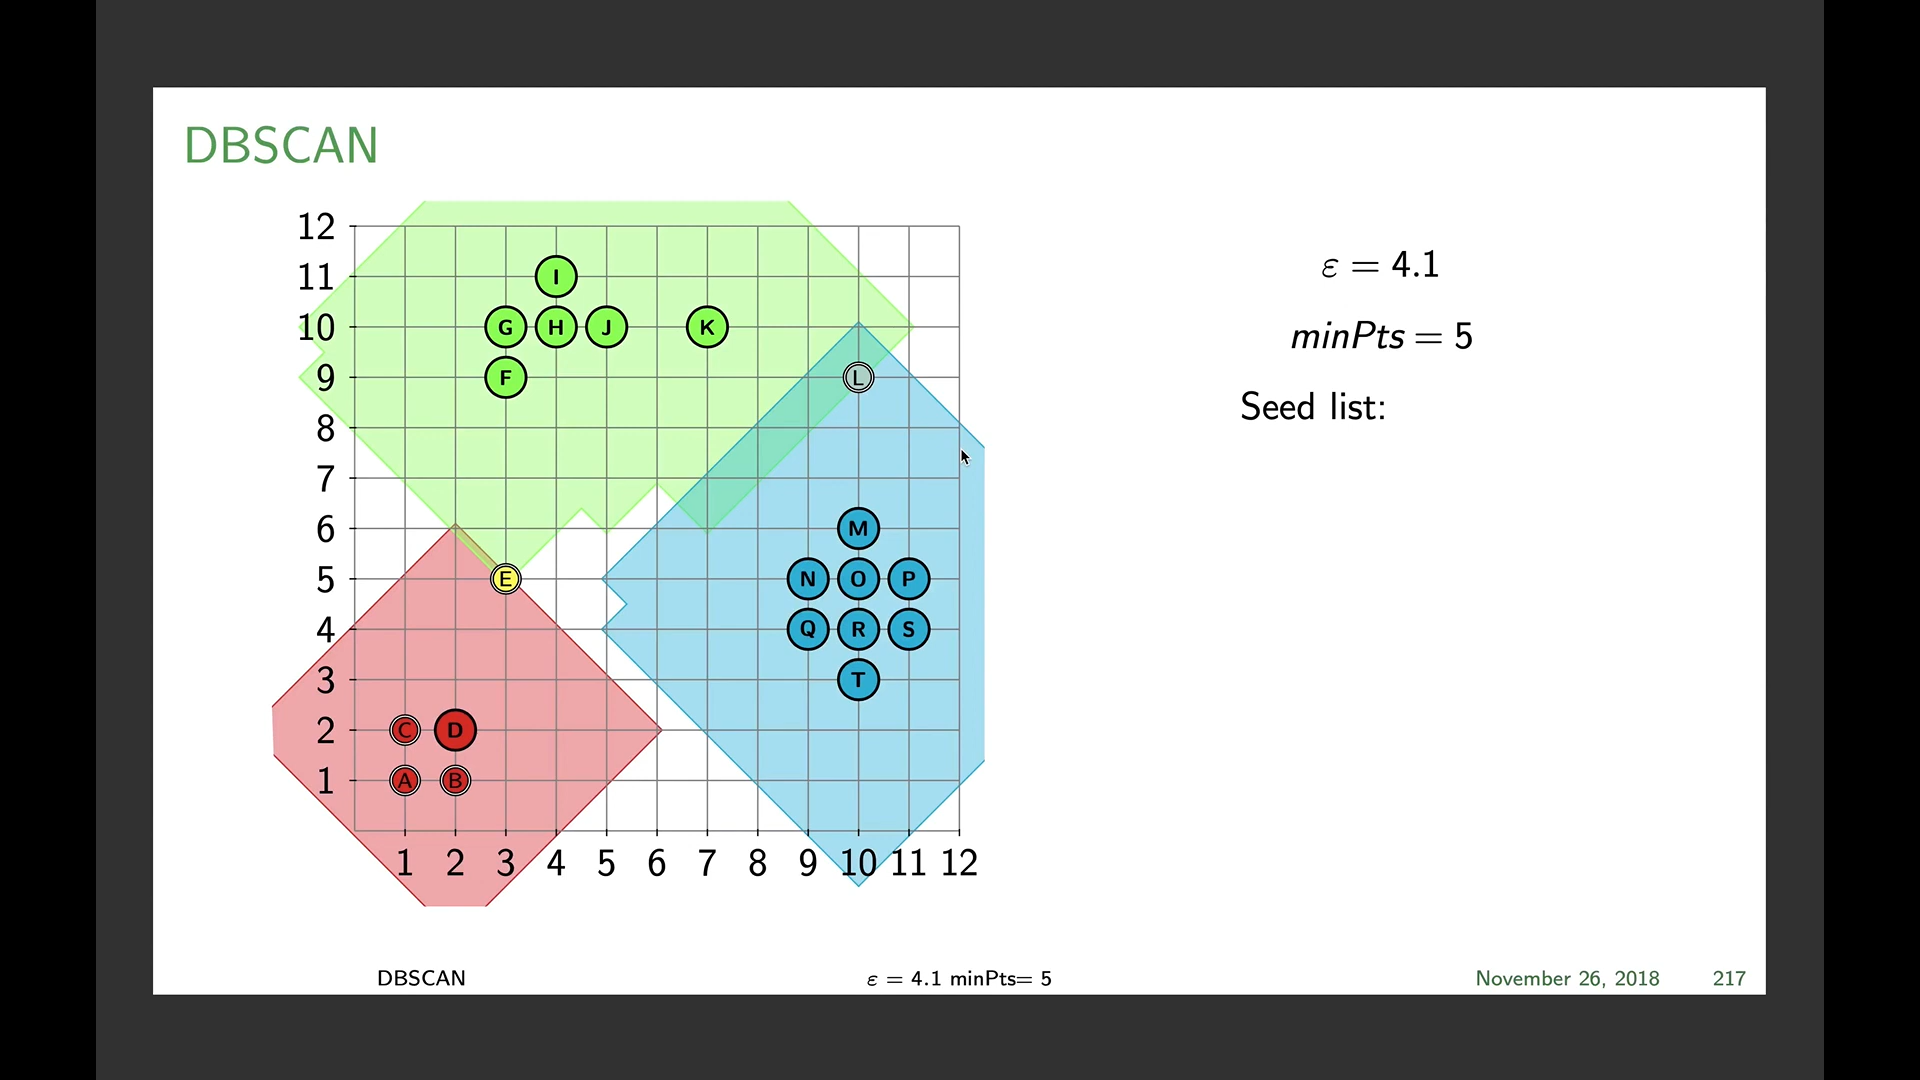 DBSCAN
ε = 4.1
minPts = 5
Seed list:
12
11
10
9
8
7
6
5
4
3
2
1
I
G H J K
F
L
M
E N O P
Q R S
T
C D
A B
1 2 3 4 5 6 7 8 9 10 11 12
DBSCAN ε = 4.1 minPts= 5 November 26, 2018 217